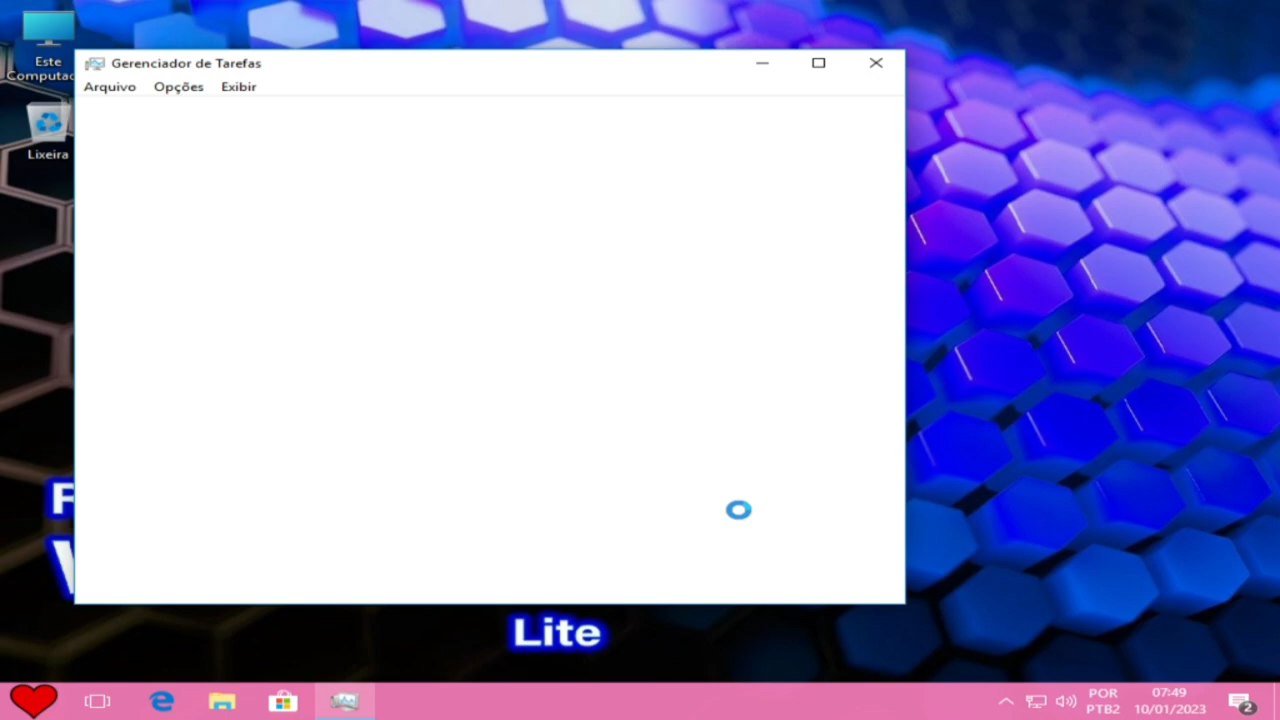 Este
Computad
Gerenciador de Tarefas
Arquivo Opções Exibir
Lixeira
Lite
POR
PTB2
07:49
10/01/2023
2